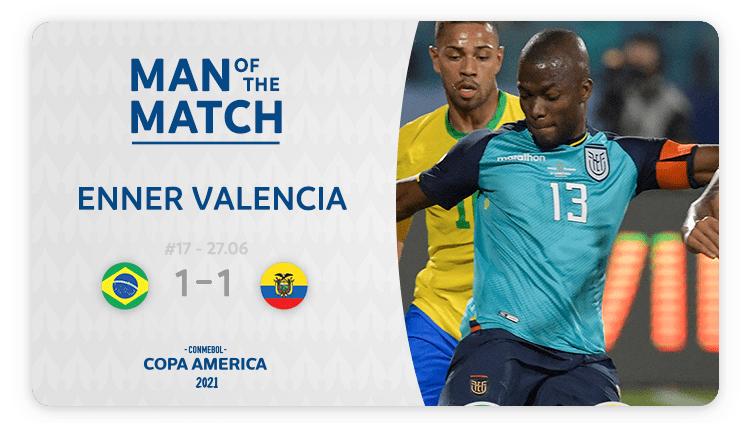 MAN OF THE
MATCH
ENNER VALENCIA
#17 - 27.06
1-1
-CONMEBOL-
COPA AMERICA
2021
marathon
13